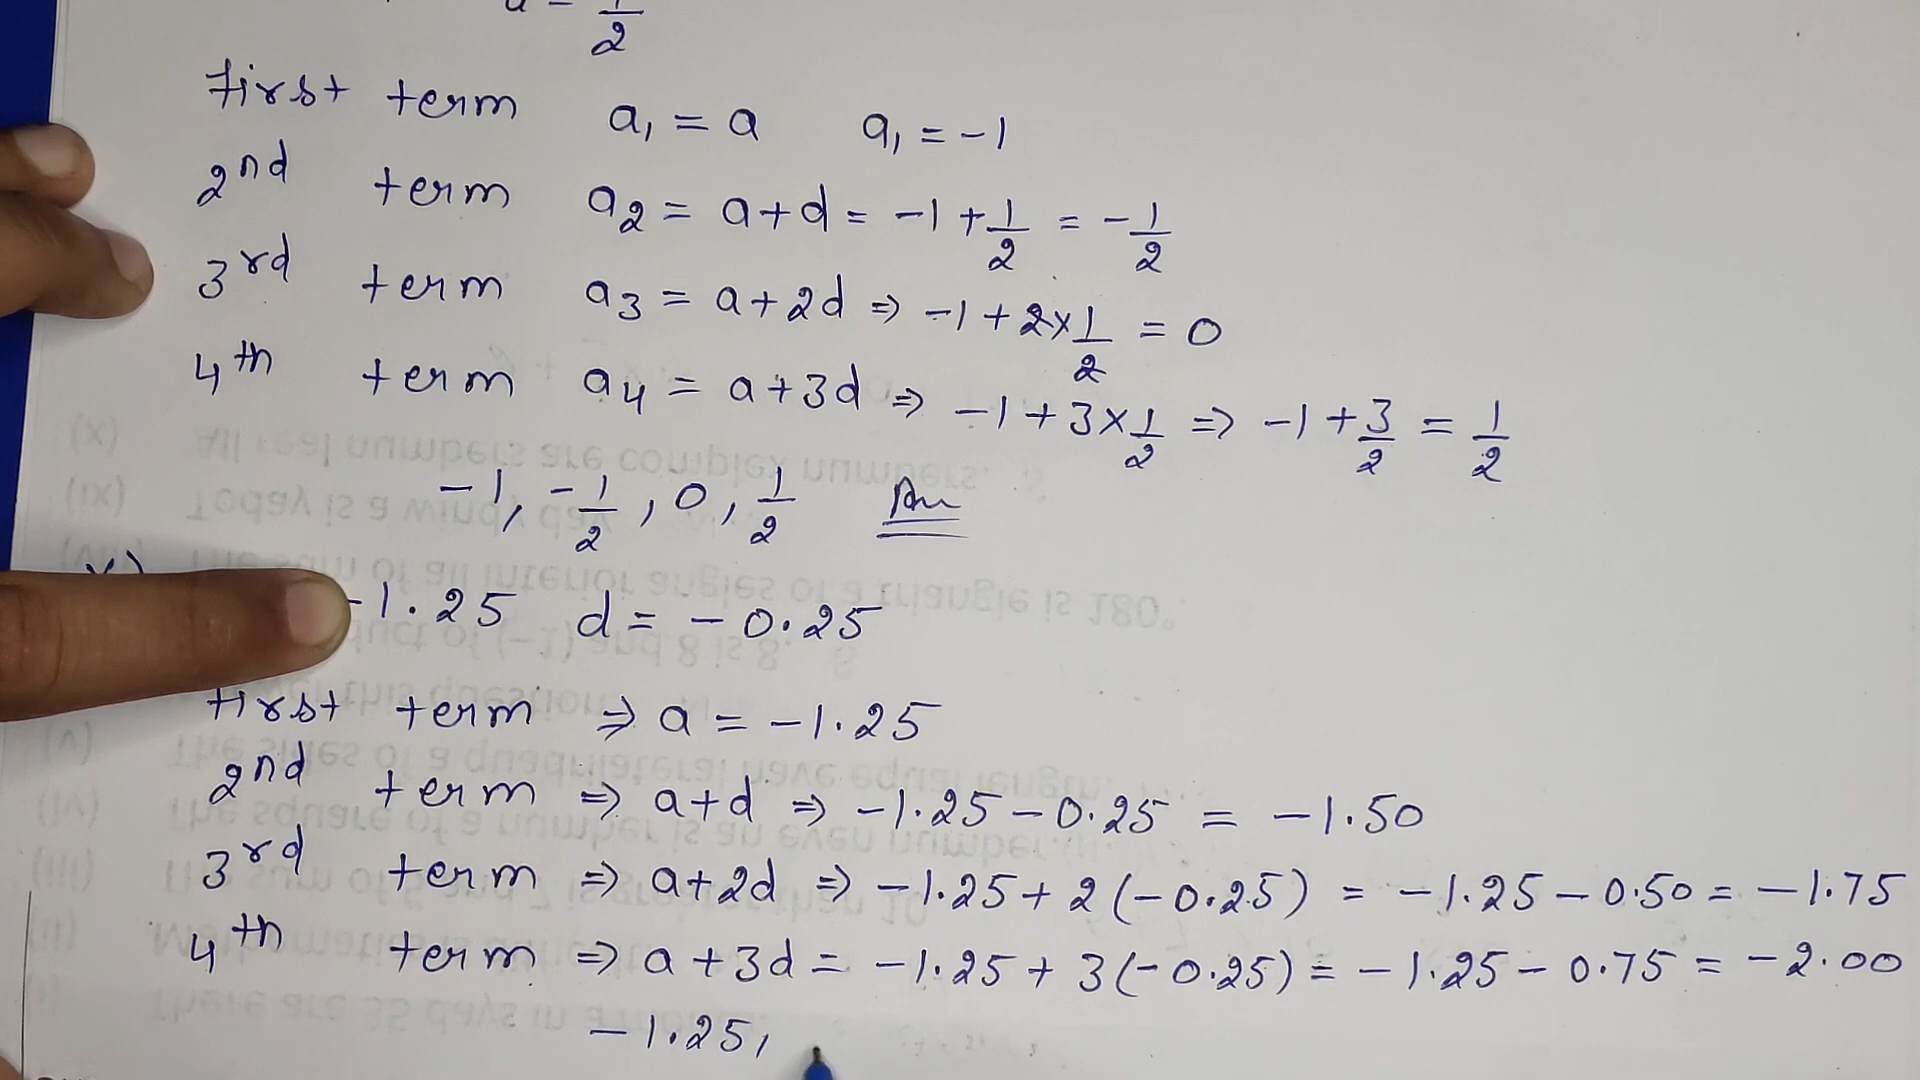 d = 1/2
first term a₁ = a a₁ = -1
2nd term a₂ = a+d = -1 + 1/2 = -1/2
3rd term a₃ = a+2d ⇒ -1+2×1/2 = 0
4th term a₄ = a+3d ⇒ -1+3×1/2 ⇒ -1+3/2 = 1/2
-1, -1/2, 0, 1/2 Ans
-1.25 d = -0.25
first term ⇒ a = -1.25
2nd term ⇒ a+d ⇒ -1.25-0.25 = -1.50
3rd term ⇒ a+2d ⇒ -1.25+2(-0.25) = -1.25-0.50 = -1.75
4th term ⇒ a+3d = -1.25+3(-0.25) = -1.25-0.75 = -2.00
-1.25,